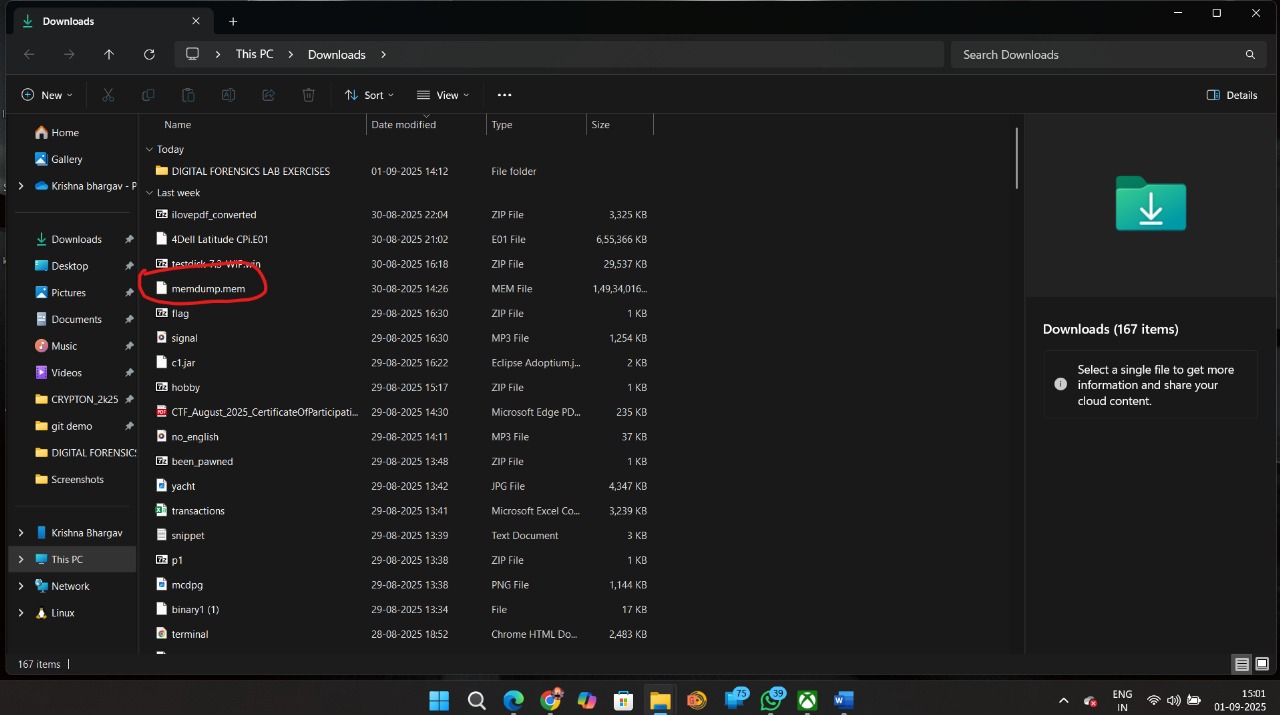 Downloads
This PC > Downloads >
Search Downloads
New
Sort
View
Details
Home
Gallery
Krishna bhargav - P
Downloads
Desktop
Pictures
Documents
Music
Videos
CRYPTON_2k25
git demo
DIGITAL FORENSICS
Screenshots
Krishna Bhargav
This PC
Network
Linux
Name Date modified Type Size
Today
DIGITAL FORENSICS LAB EXERCISES 01-09-2025 14:12 File folder
Last week
ilovepdf_converted 30-08-2025 22:04 ZIP File 3,325 KB
4Dell Latitude CPi.E01 30-08-2025 21:02 E01 File 6,55,366 KB
testdisk-7.3-WIP.win 30-08-2025 16:18 ZIP File 29,537 KB
memdump.mem 30-08-2025 14:26 MEM File 1,49,34,016...
flag 29-08-2025 16:30 ZIP File 1 KB
signal 29-08-2025 16:30 MP3 File 1,254 KB
c1.jar 29-08-2025 16:22 Eclipse Adoptium.j... 2 KB
hobby 29-08-2025 15:17 ZIP File 1 KB
CTF_August_2025_CertificateOfParticipati... 29-08-2025 14:30 Microsoft Edge PD... 235 KB
no_english 29-08-2025 14:11 MP3 File 37 KB
been_pawned 29-08-2025 13:48 ZIP File 1 KB
yacht 29-08-2025 13:42 JPG File 4,347 KB
transactions 29-08-2025 13:41 Microsoft Excel Co... 3,239 KB
snippet 29-08-2025 13:39 Text Document 3 KB
p1 29-08-2025 13:38 ZIP File 1 KB
mcdpg 29-08-2025 13:38 PNG File 1,144 KB
binary1 (1) 29-08-2025 13:34 File 17 KB
terminal 28-08-2025 18:52 Chrome HTML Do... 2,483 KB
Downloads (167 items)
Select a single file to get more
information and share your
cloud content.
167 items
75
39
ENG
IN
15:01
01-09-2025